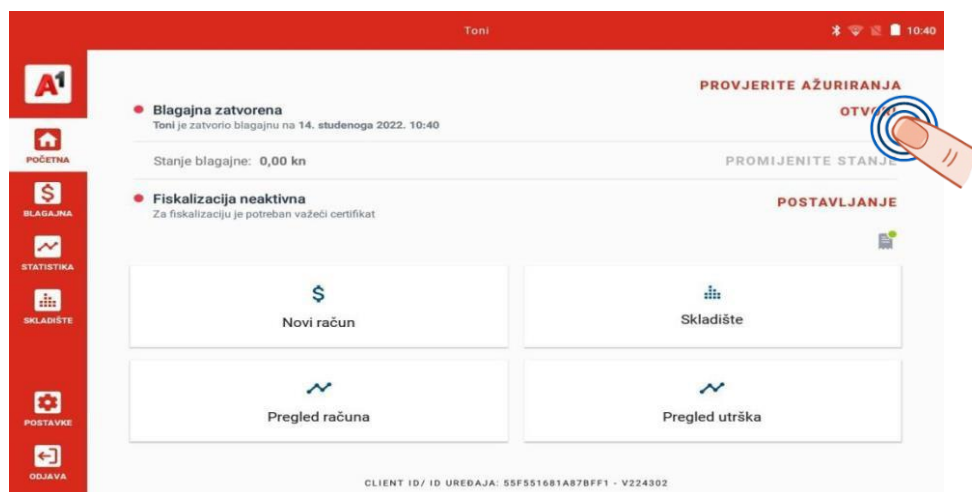 Toni
10:40
A1
PROVJERITE AŽURIRANJA
Blagajna zatvorena
Toni je zatvorio blagajnu na 14. studenoga 2022. 10:40
POČETNA
Stanje blagajne: 0,00 kn
PROMIJENITE STANJE
Fiskalizacija neaktivna
Za fiskalizaciju je potreban važeći certifikat
POSTAVLJANJE
BLAGAJNA
STATISTIKA
SKLADIŠTE
Novi račun
Skladište
Pregled računa
Pregled utrška
POSTAVKE
ODJAVA
CLIENT ID/ ID UREĐAJA: 55F551681A87BFF1 - V224302